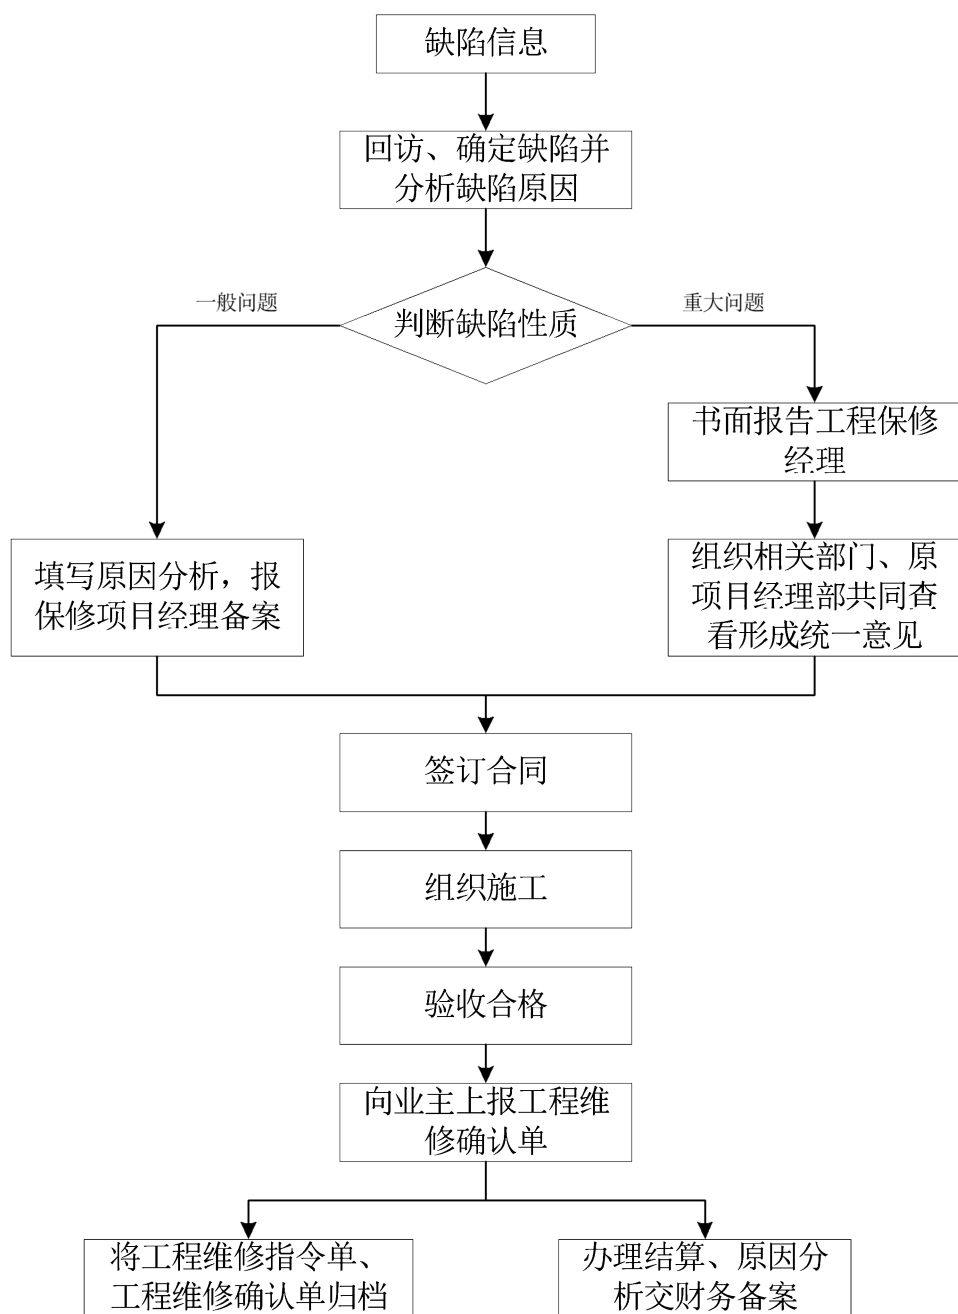 缺陷信息
回访、确定缺陷并
分析缺陷原因
一般问题
判断缺陷性质
重大问题
书面报告工程保修
经理
填写原因分析，报
保修项目经理备案
组织相关部门、原
项目经理部共同查
看形成统一意见
签订合同
组织施工
验收合格
向业主上报工程维
修确认单
将工程维修指令单、
工程维修确认单归档
办理结算、原因分
析交财务备案